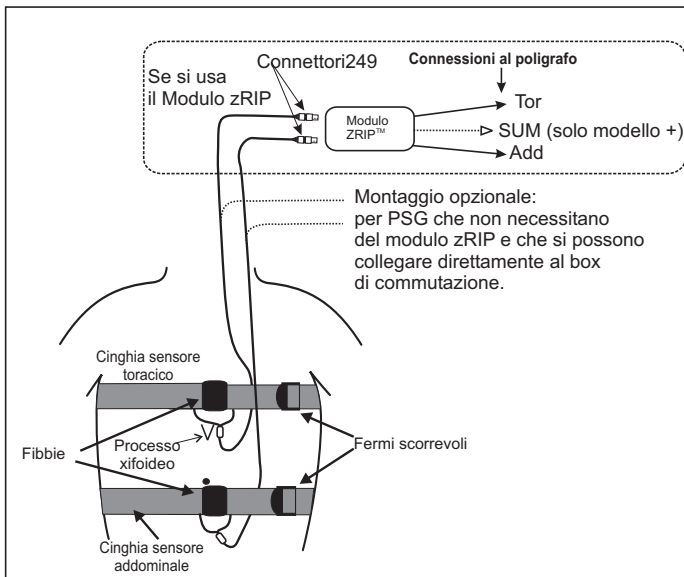 Connettori249
Connessioni al poligrafo
Se si usa
il Modulo zRIP
Modulo
ZRIP™
Tor
SUM (solo modello +)
Add
Montaggio opzionale:
per PSG che non necessitano
del modulo zRIP e che si possono
collegare direttamente al box
di commutazione.
Cinghia sensore
toracico
Fibbie
Processo
xifoideo
Fermi scorrevoli
Cinghia sensore
addominale